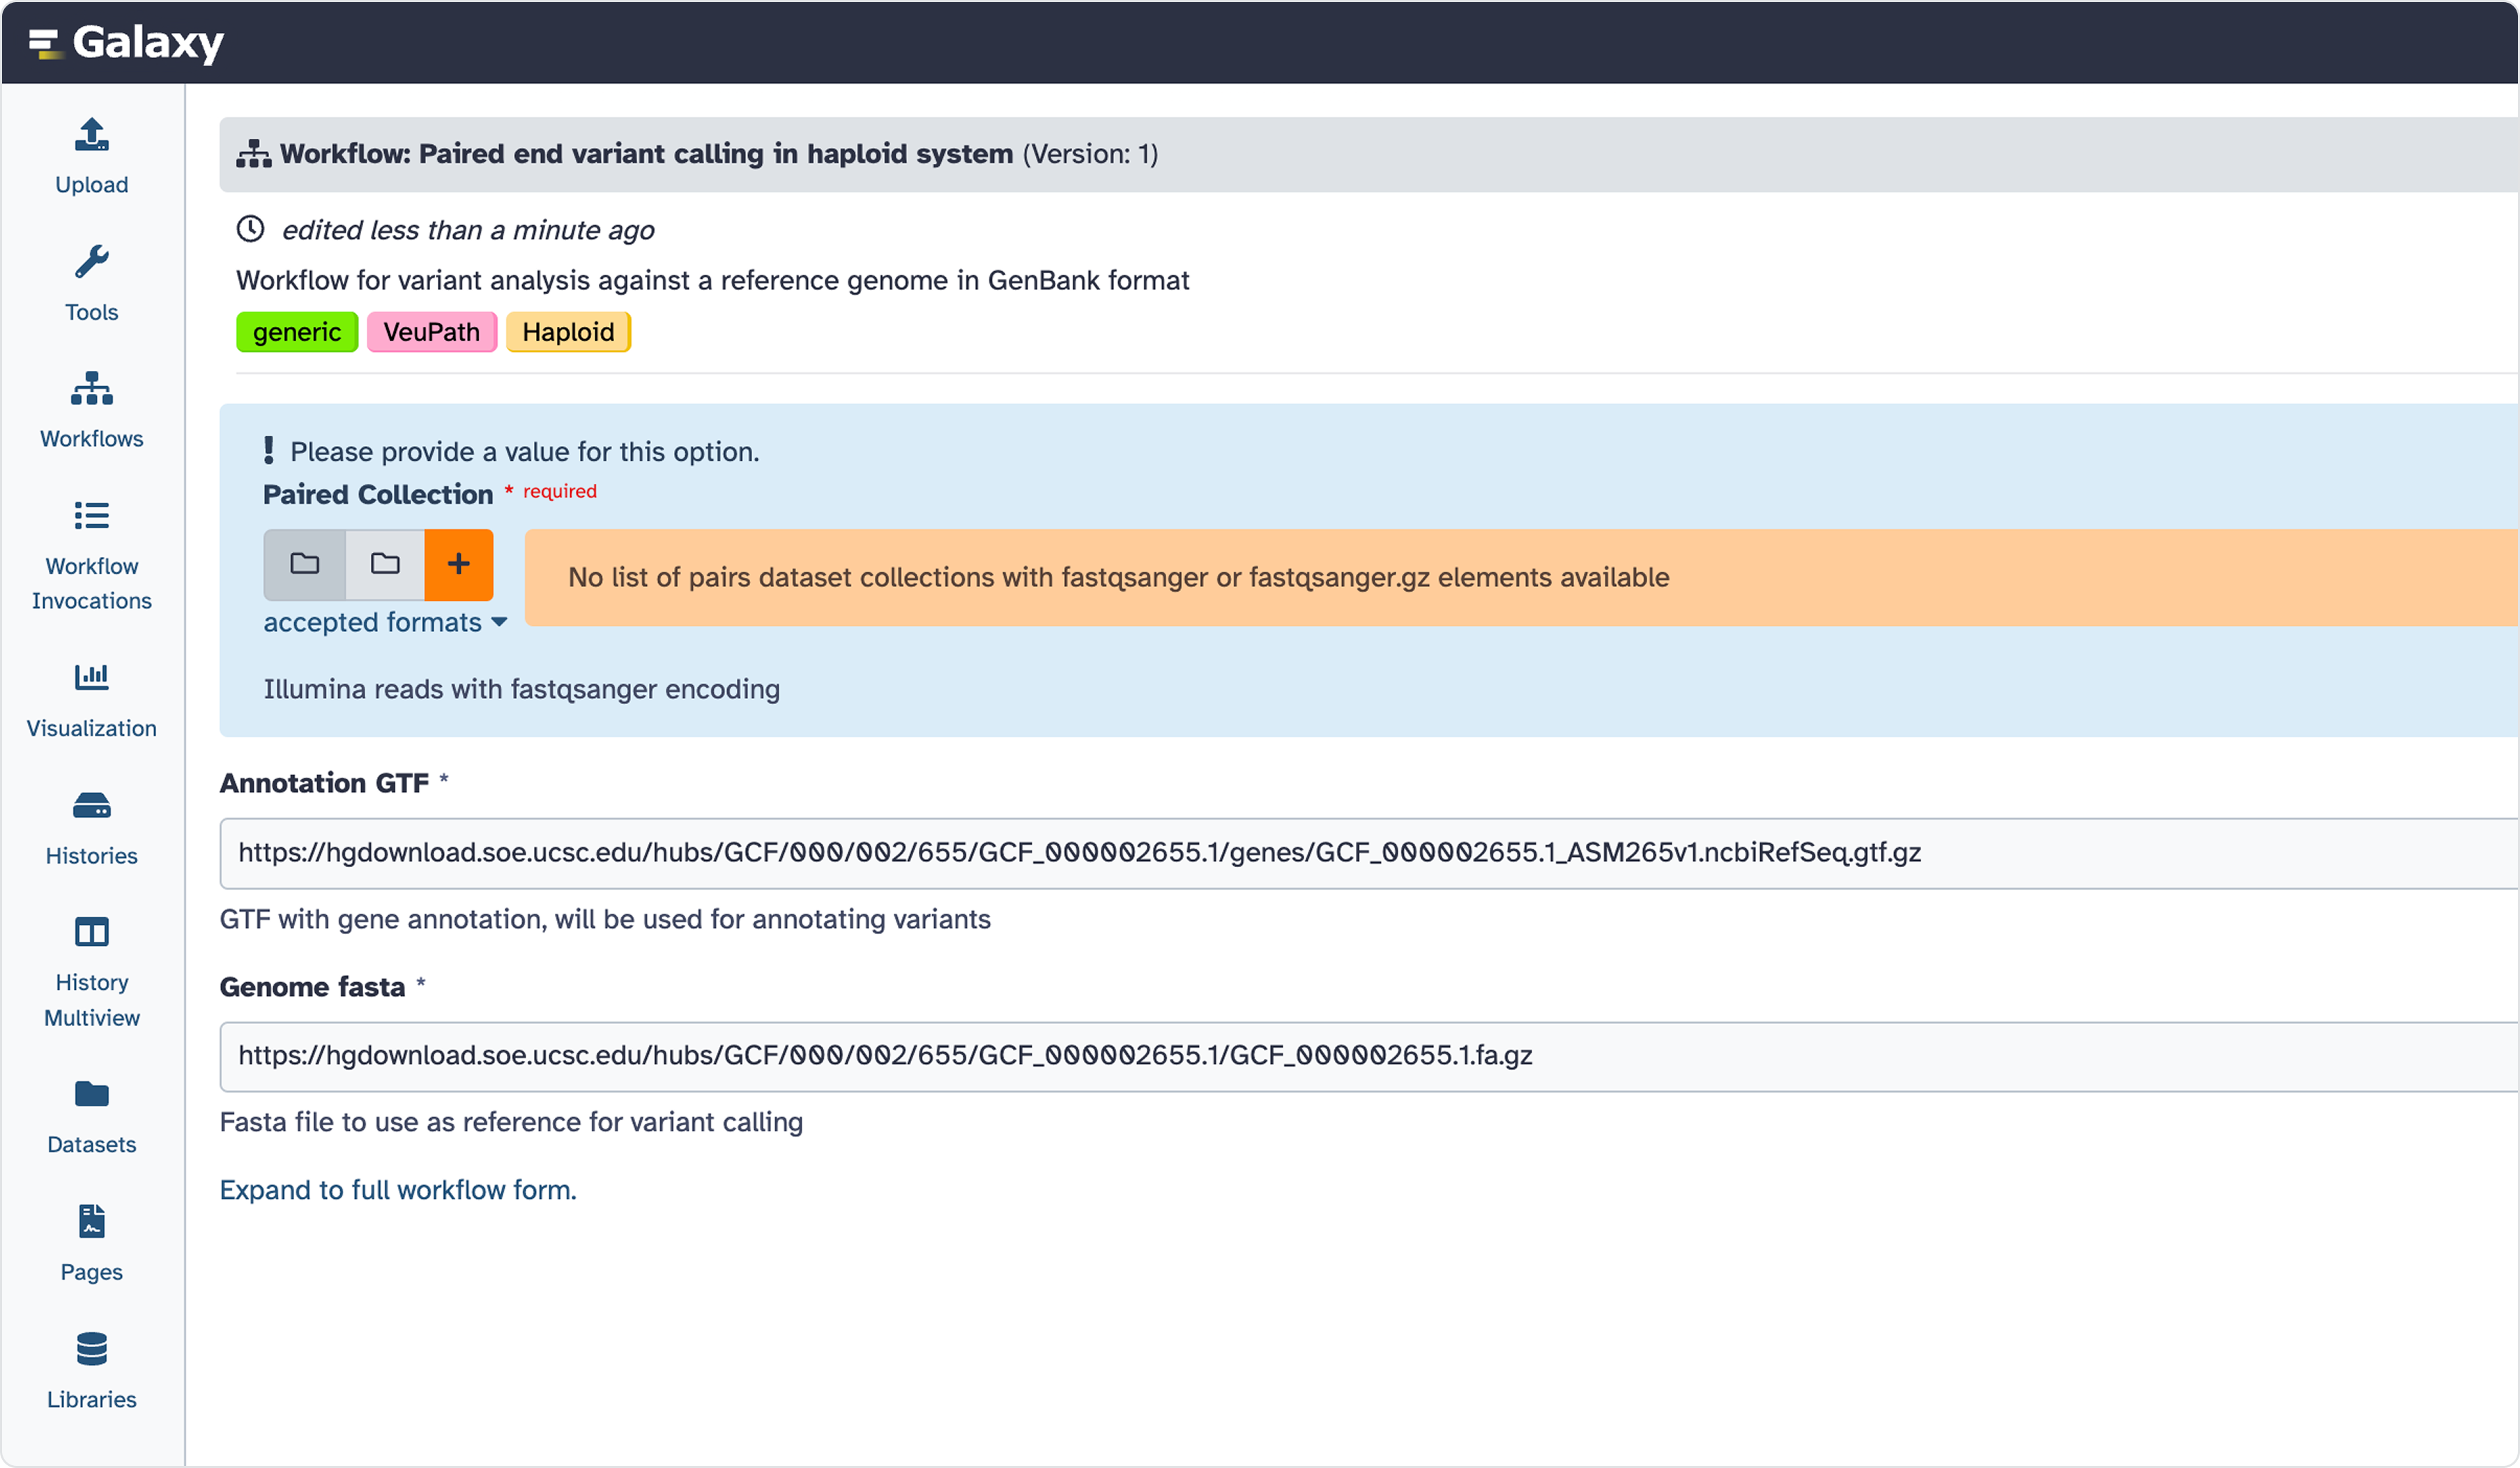 Galaxy
Upload
Tools
Workflows
Workflow
Invocations
Visualization
Histories
History
Multiview
Datasets
Pages
Libraries
Workflow: Paired end variant calling in haploid system (Version: 1)
edited less than a minute ago
Workflow for variant analysis against a reference genome in GenBank format
generic VeuPath Haploid
! Please provide a value for this option.
Paired Collection * required
+ No list of pairs dataset collections with fastqsanger or fastqsanger.gz elements available
accepted formats
Illumina reads with fastqsanger encoding
Annotation GTF *
https://hgdownload.soe.ucsc.edu/hubs/GCF/000/002/655/GCF_000002655.1/genes/GCF_000002655.1_ASM265v1.ncbiRefSeq.gtf.gz
GTF with gene annotation, will be used for annotating variants
Genome fasta *
https://hgdownload.soe.ucsc.edu/hubs/GCF/000/002/655/GCF_000002655.1/GCF_000002655.1.fa.gz
Fasta file to use as reference for variant calling
Expand to full workflow form.